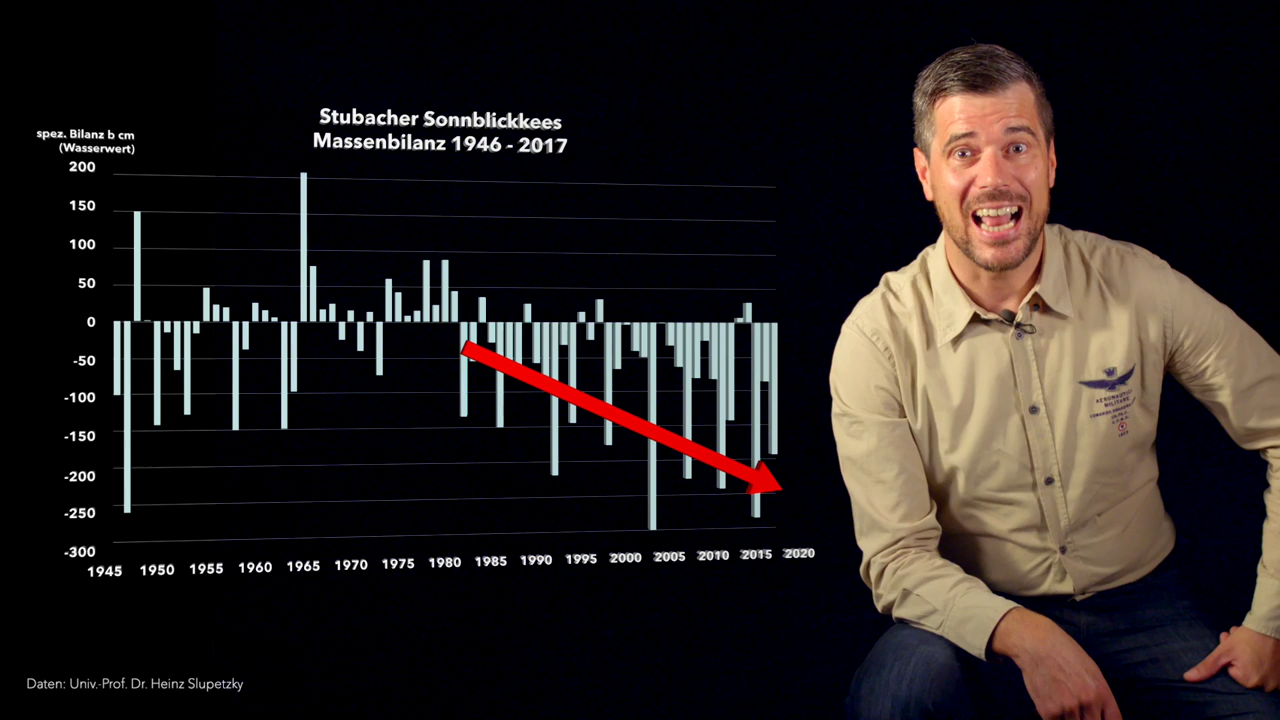 Stubacher Sonnblickkees
Massenbilanz 1946 - 2017
spez. Bilanz b cm
(Wasserwert)
200
150
100
50
0
-50
-100
-150
-200
-250
-300
1945 1950 1955 1960 1965 1970 1975 1980 1985 1990 1995 2000 2005 2010 2015 2020
Daten: Univ.-Prof. Dr. Heinz Slupetzky
AERONAUTICA
MILITARE